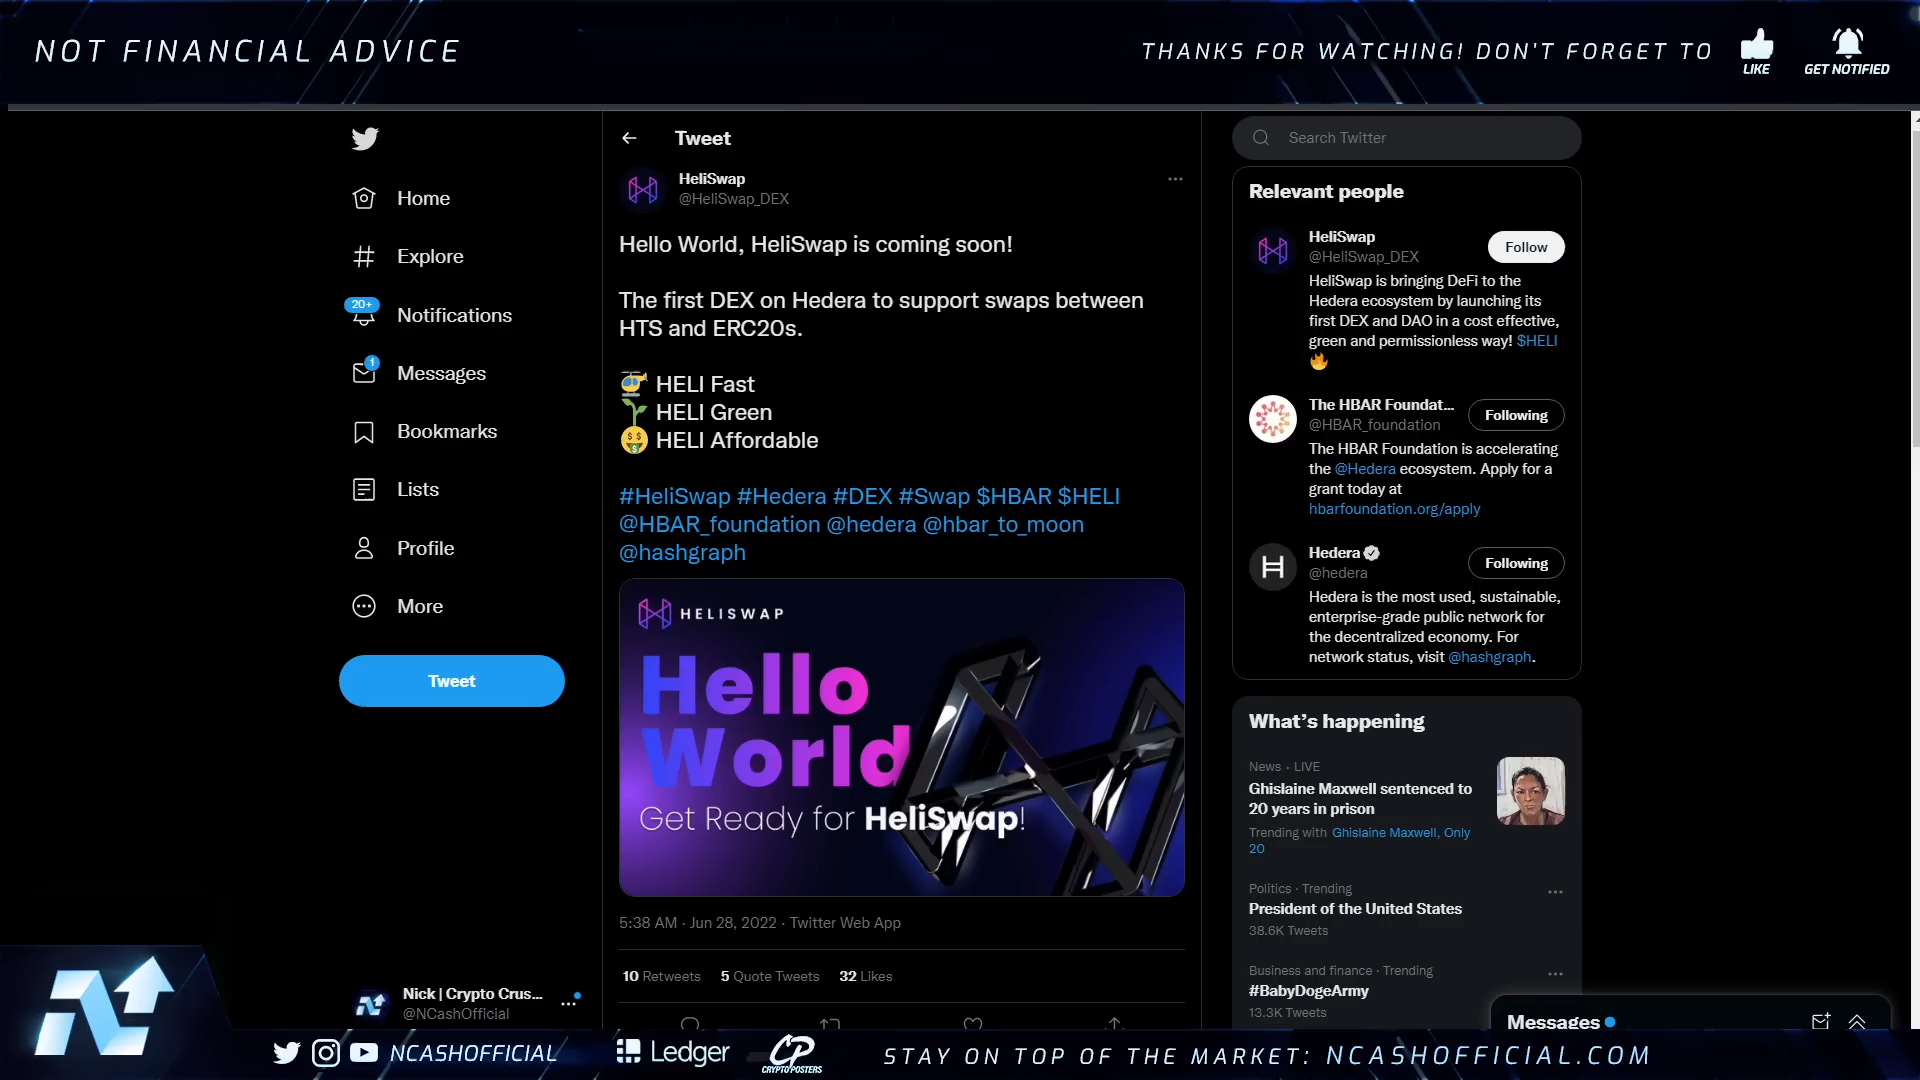 NOT FINANCIAL ADVICE
THANKS FOR WATCHING! DON'T FORGET TO
LIKE
GET NOTIFIED
Home
Explore
20+
Notifications
1
Messages
Bookmarks
Lists
Profile
More
Tweet
Nick | Crypto Crus...
@NCashOfficial
Tweet
HeliSwap
@HeliSwap_DEX
Hello World, HeliSwap is coming soon!
The first DEX on Hedera to support swaps between
HTS and ERC20s.
🚁 HELI Fast
🌱 HELI Green
🤑 HELI Affordable
#HeliSwap #Hedera #DEX #Swap $HBAR $HELI
@HBAR_foundation @hedera @hbar_to_moon
@hashgraph
HELISWAP
Hello
World
Get Ready for HeliSwap!
5:38 AM · Jun 28, 2022 · Twitter Web App
10 Retweets 5 Quote Tweets 32 Likes
Search Twitter
Relevant people
HeliSwap
@HeliSwap_DEX
Follow
HeliSwap is bringing DeFi to the
Hedera ecosystem by launching its
first DEX and DAO in a cost effective,
green and permissionless way! $HELI
🔥
The HBAR Foundat...
@HBAR_foundation
Following
The HBAR Foundation is accelerating
the @Hedera ecosystem. Apply for a
grant today at
hbarfoundation.org/apply
Hedera
@hedera
Following
Hedera is the most used, sustainable,
enterprise-grade public network for
the decentralized economy. For
network status, visit @hashgraph.
What's happening
News · LIVE
Ghislaine Maxwell sentenced to
20 years in prison
Trending with Ghislaine Maxwell, Only
20
Politics · Trending
President of the United States
38.6K Tweets
Business and finance · Trending
#BabyDogeArmy
13.3K Tweets
Messages
NCASHOFFICIAL
Ledger
CP
CRYPTOPOSTERS
STAY ON TOP OF THE MARKET: NCASHOFFICIAL.COM